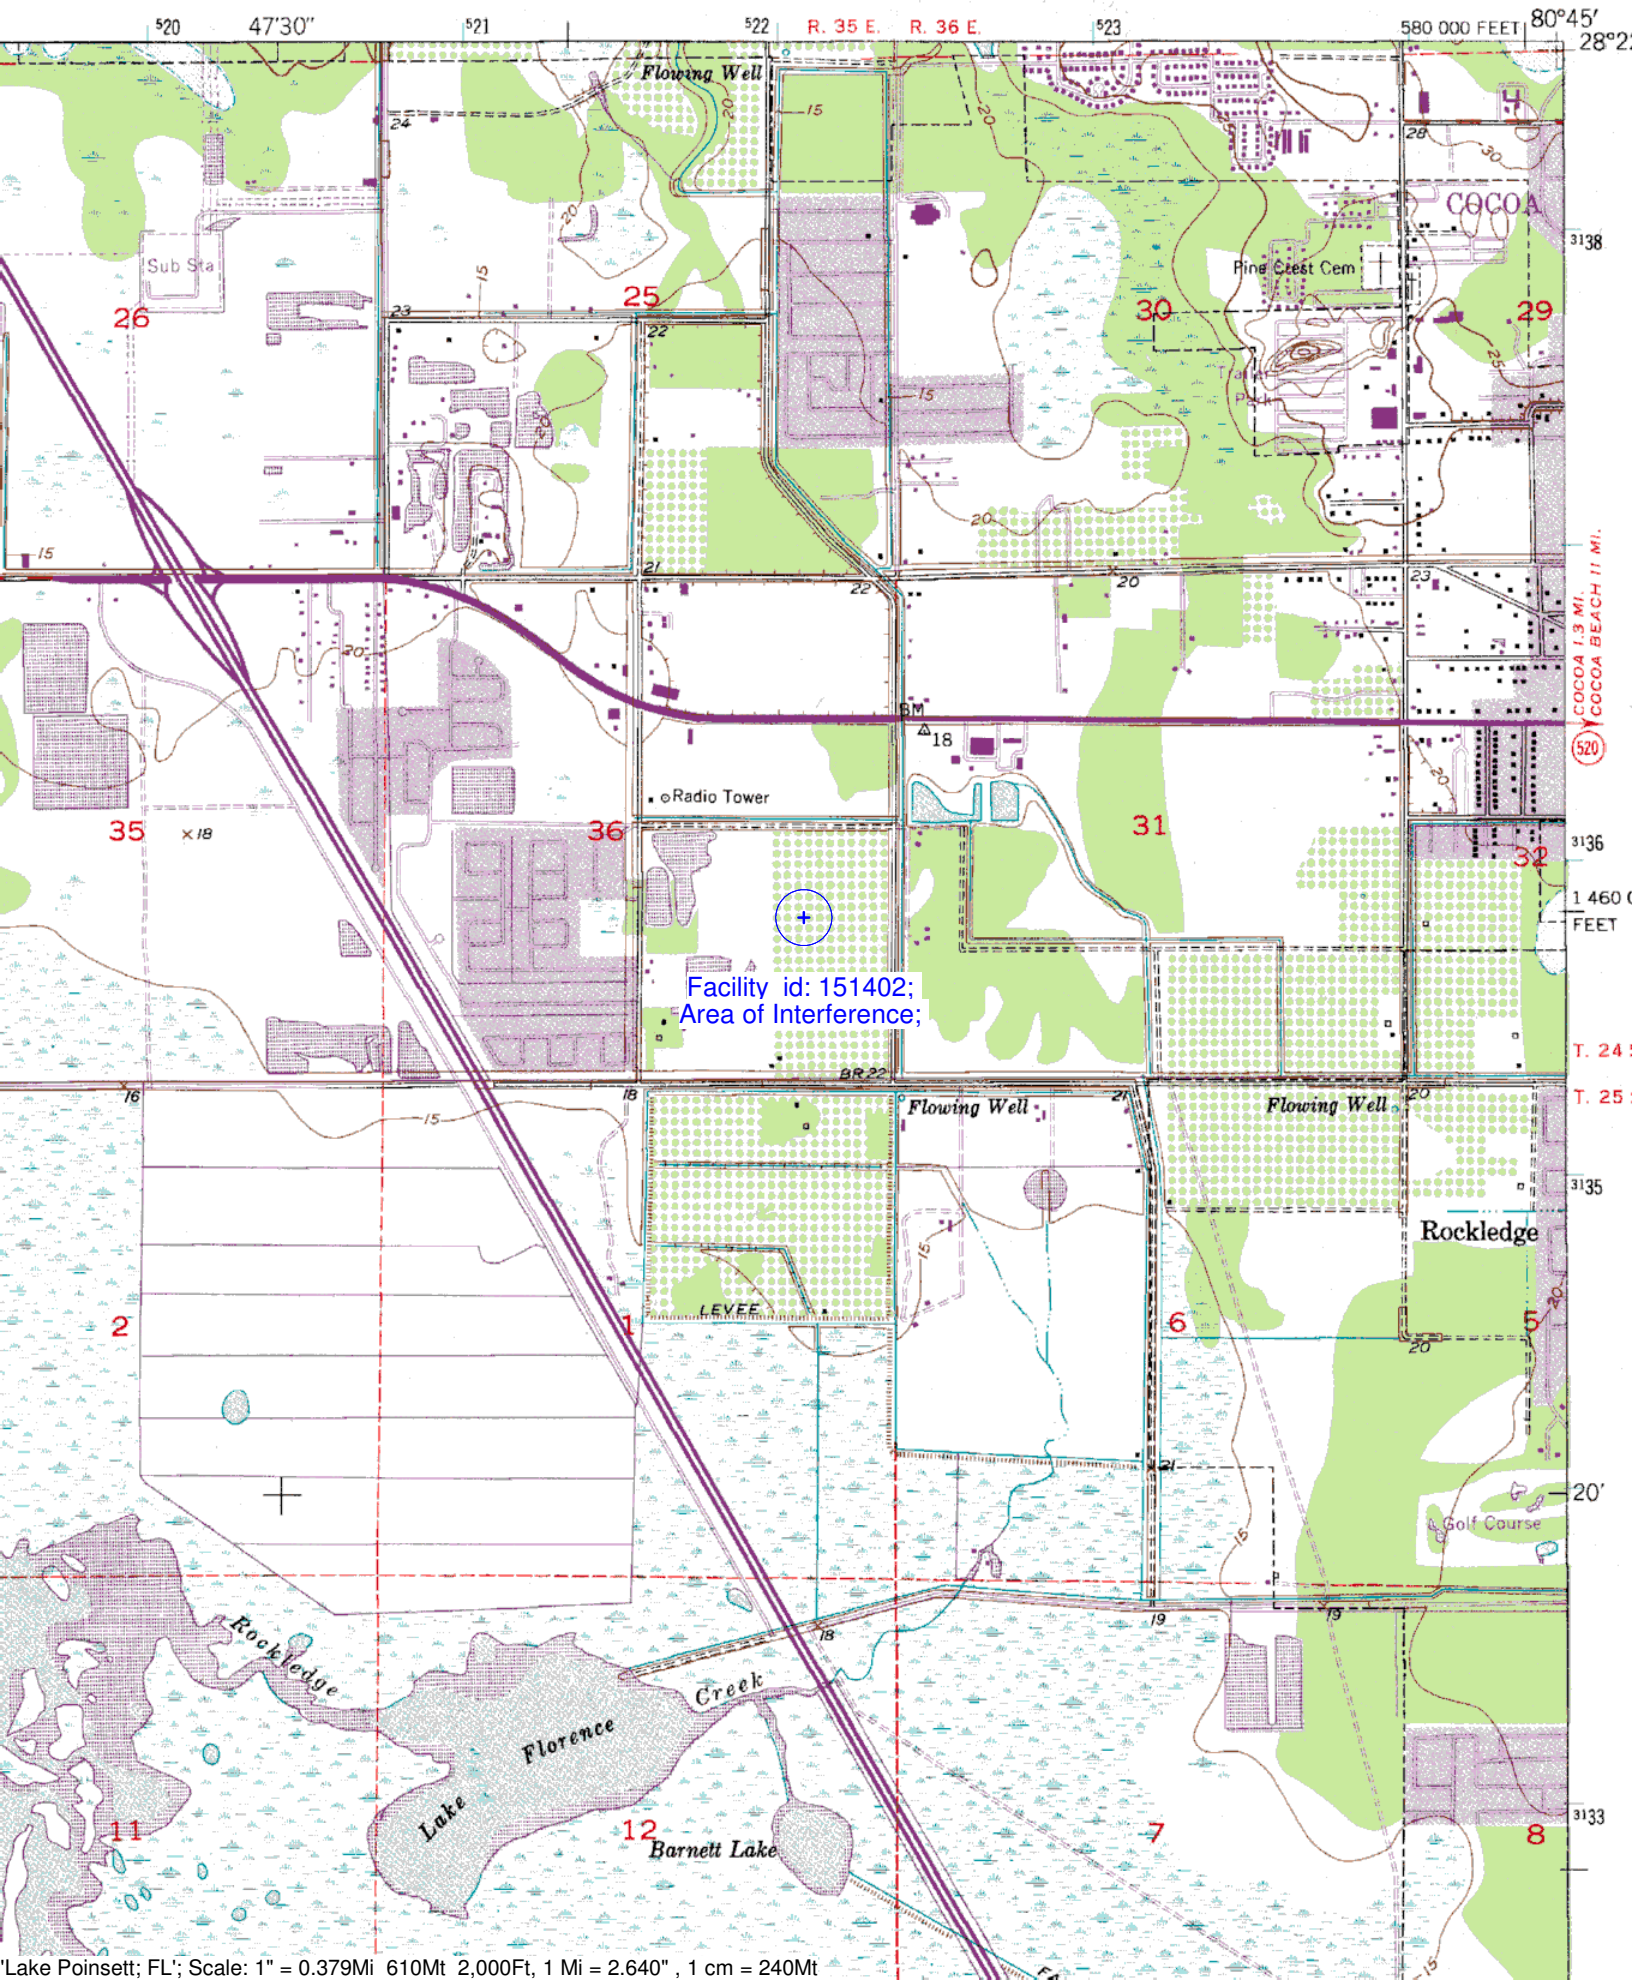 520 47'30" 521 522 R. 35 E. R. 36 E. 523 580 000 FEET 80°45'
28°22
Flowing Well
20
15
20
24
28
30
COCOA
20
3138
Sub Sta
15
Pine Crest Cem
26
23
25
22
30
29
25
Trailer
Park
15
20
20
15
21
22
20
23
COCOA 1.3 MI.
COCOA BEACH 11 MI.
520
20
BM
18
20
Radio Tower
35
18
36
31
32
3136
1 460 0
FEET
Facility id: 151402;
Area of Interference;
T. 24 S
BR 22
16
15
18
Flowing Well
21
Flowing Well
20
T. 25 S
3135
15
Rockledge
LEVEE
2
1
6
5
20
20
21
20'
15
Golf Course
19
19
18
Rockledge
Creek
Florence
Lake
11
12
Barnett Lake
7
8
3133
15
'Lake Poinsett; FL'; Scale: 1" = 0.379Mi 610Mt 2,000Ft, 1 Mi = 2.640" , 1 cm = 240Mt